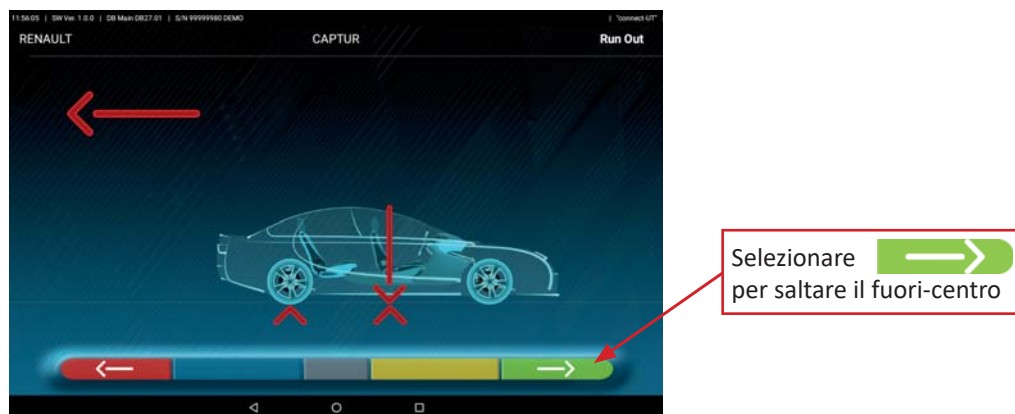 11:56:05 | SW Ver. 1.0.0 | DB Main DB27.01 | S/N 99999980 DEMO | "connect-UT"
RENAULT CAPTUR Run Out
Selezionare
per saltare il fuori-centro